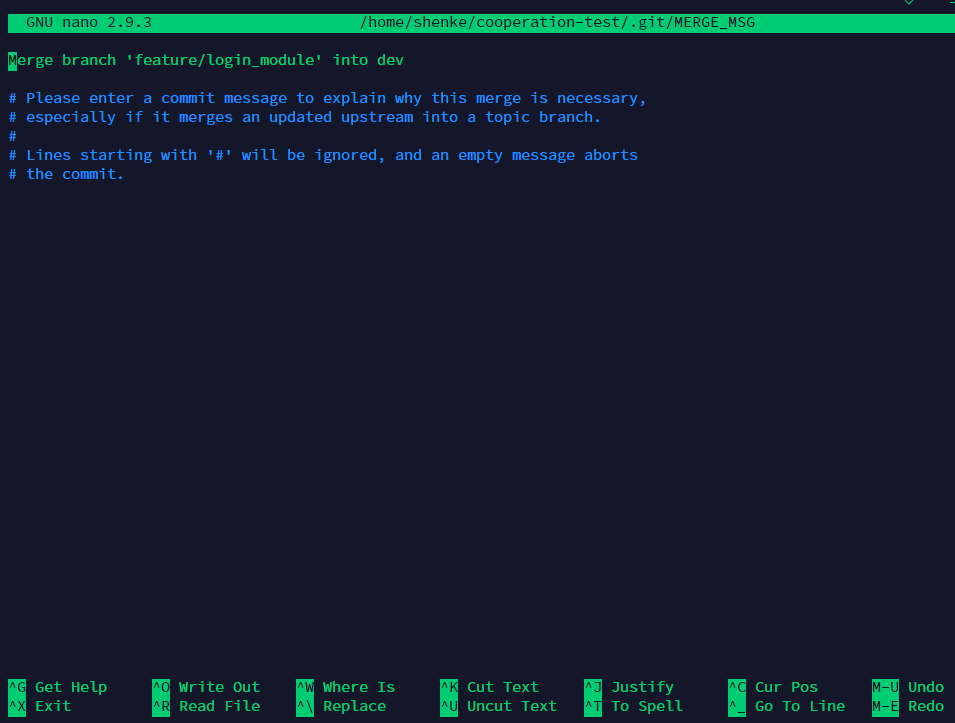 GNU nano 2.9.3 /home/shenke/cooperation-test/.git/MERGE_MSG
Merge branch 'feature/login_module' into dev
# Please enter a commit message to explain why this merge is necessary,
# especially if it merges an updated upstream into a topic branch.
#
# Lines starting with '#' will be ignored, and an empty message aborts
# the commit.
^G Get Help ^O Write Out ^W Where Is ^K Cut Text ^J Justify ^C Cur Pos M-U Undo
^X Exit ^R Read File ^\ Replace ^U Uncut Text ^T To Spell ^_ Go To Line M-E Redo